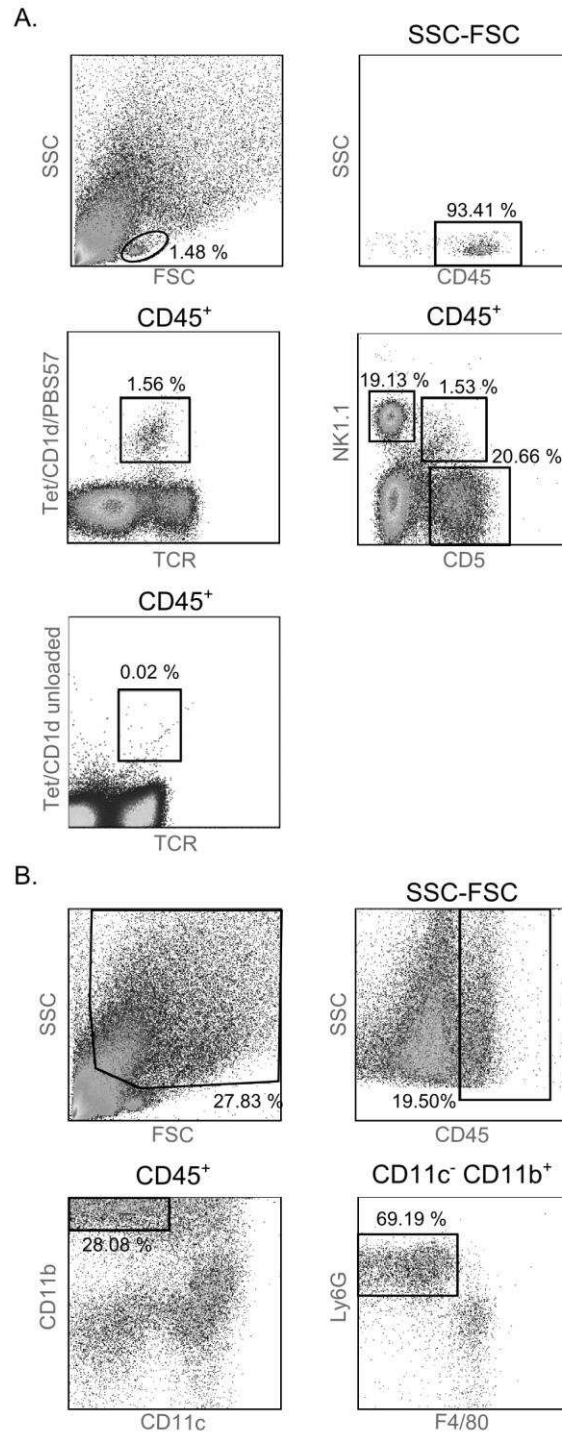 A.
SSC-FSC
SSC
1.48 %
FSC
SSC
93.41 %
CD45
CD45⁺
Tet/CD1d/PBS57
1.56 %
TCR
CD45⁺
NK1.1
19.13 %
1.53 %
20.66 %
CD5
CD45⁺
Tet/CD1d unloaded
0.02 %
TCR
B.
SSC-FSC
SSC
27.83 %
FSC
SSC
19.50%
CD45
CD45⁺
CD11b
28.08 %
CD11c
CD11c⁻ CD11b⁺
Ly6G
69.19 %
F4/80